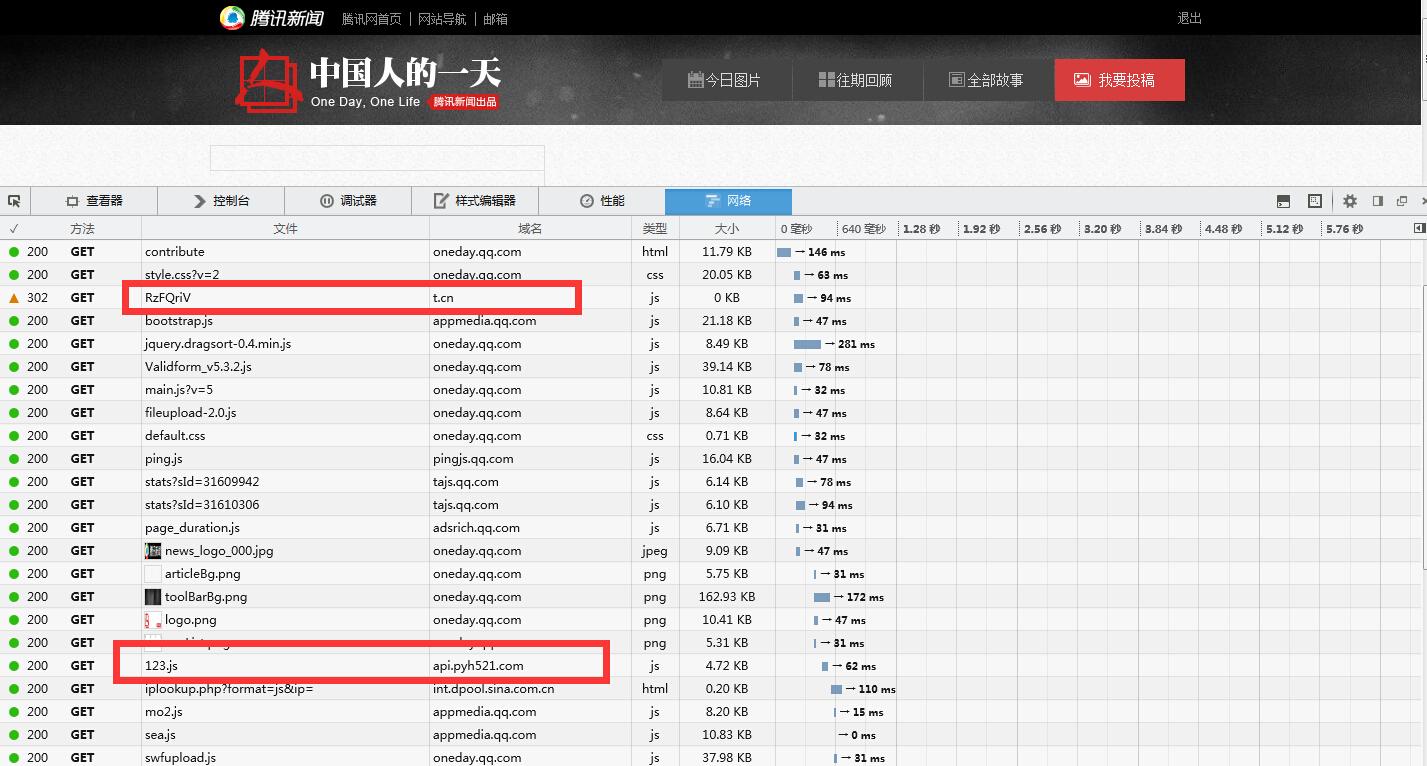 腾讯新闻 腾讯网首页 | 网站导航 | 邮箱 退出
中国人的一天
One Day, One Life 腾讯新闻出品
今日图片 往期回顾 全部故事 我要投稿
查看器 控制台 调试器 样式编辑器 性能 网络
✓ 方法 文件 域名 类型 大小 0 毫秒 640 毫秒 1.28 秒 1.92 秒 2.56 秒 3.20 秒 3.84 秒 4.48 秒 5.12 秒 5.76 秒
200 GET contribute oneday.qq.com html 11.79 KB → 146 ms
200 GET style.css?v=2 oneday.qq.com css 20.05 KB → 63 ms
302 GET RzFQriV t.cn js 0 KB → 94 ms
200 GET bootstrap.js appmedia.qq.com js 21.18 KB → 47 ms
200 GET jquery.dragsort-0.4.min.js oneday.qq.com js 8.49 KB → 281 ms
200 GET Validform_v5.3.2.js oneday.qq.com js 39.14 KB → 78 ms
200 GET main.js?v=5 oneday.qq.com js 10.81 KB → 32 ms
200 GET fileupload-2.0.js oneday.qq.com js 8.64 KB → 47 ms
200 GET default.css oneday.qq.com css 0.71 KB → 32 ms
200 GET ping.js pingjs.qq.com js 16.04 KB → 47 ms
200 GET stats?sId=31609942 tajs.qq.com js 6.14 KB → 78 ms
200 GET stats?sId=31610306 tajs.qq.com js 6.10 KB → 94 ms
200 GET page_duration.js adsrich.qq.com js 6.71 KB → 31 ms
200 GET news_logo_000.jpg oneday.qq.com jpeg 9.09 KB → 47 ms
200 GET articleBg.png oneday.qq.com png 5.75 KB → 31 ms
200 GET toolBarBg.png oneday.qq.com png 162.93 KB → 172 ms
200 GET logo.png oneday.qq.com png 10.41 KB → 47 ms
200 GET oneday.qq.com png 5.31 KB → 31 ms
200 GET 123.js api.pyh521.com js 4.72 KB → 62 ms
200 GET iplookup.php?format=js&ip= int.dpool.sina.com.cn html 0.20 KB → 110 ms
200 GET mo2.js appmedia.qq.com js 8.20 KB → 15 ms
200 GET sea.js appmedia.qq.com js 10.83 KB → 0 ms
200 GET swfupload.js oneday.qq.com js 37.98 KB → 31 ms